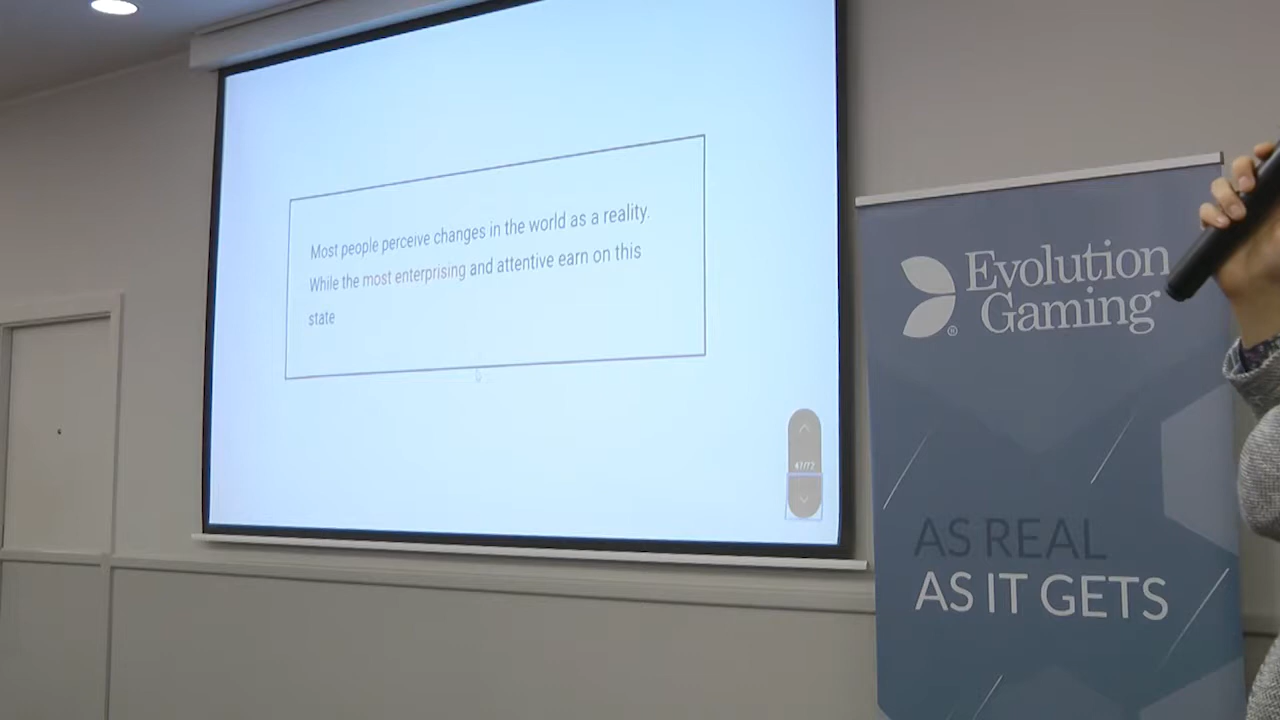 Most people perceive changes in the world as a reality.
While the most enterprising and attentive earn on this
state
Evolution
Gaming
®
AS REAL
AS IT GETS